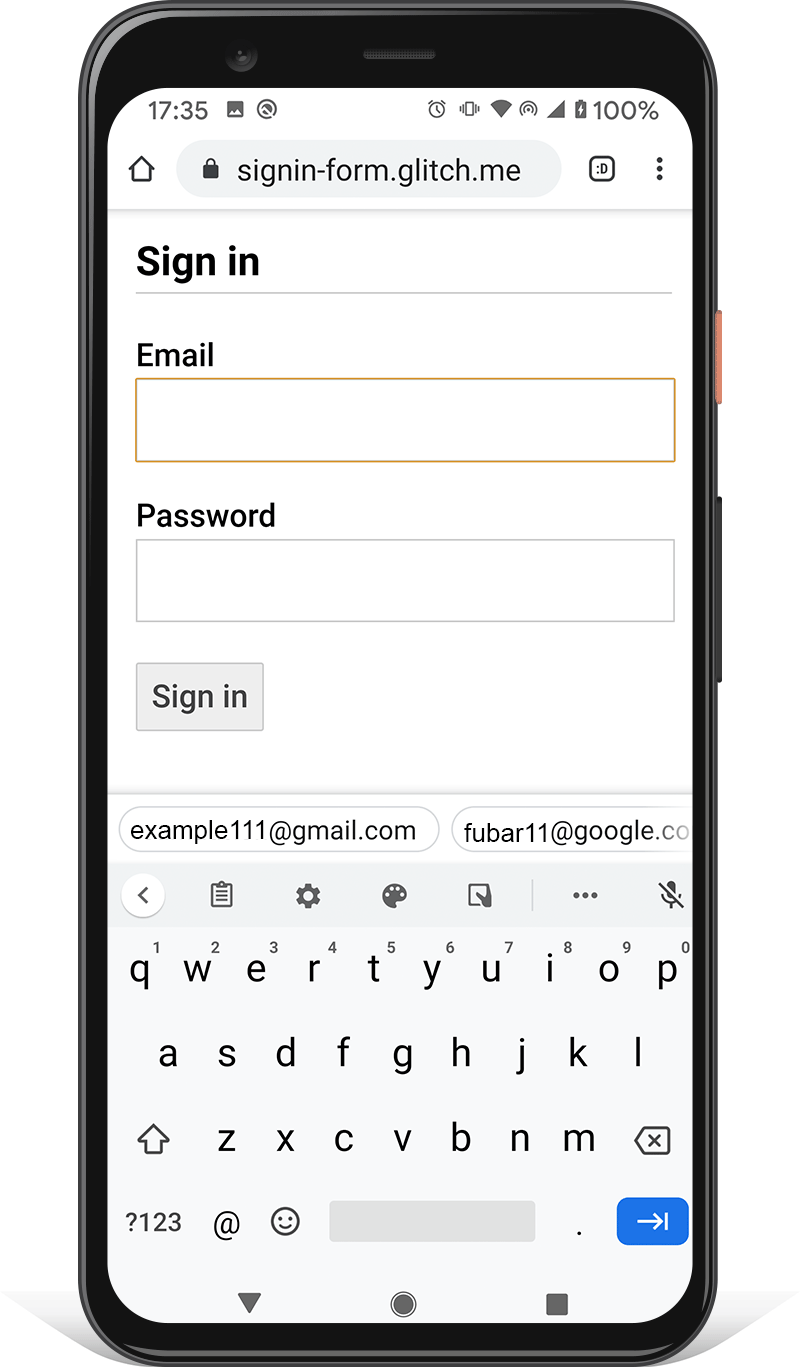 17:35 100%
signin-form.glitch.me :D
Sign in
Email
Password
Sign in
example111@gmail.com fubar11@google.co
1 2 3 4 5 6 7 8 9 0
q w e r t y u i o p
a s d f g h j k l
z x c v b n m
?123 @ .